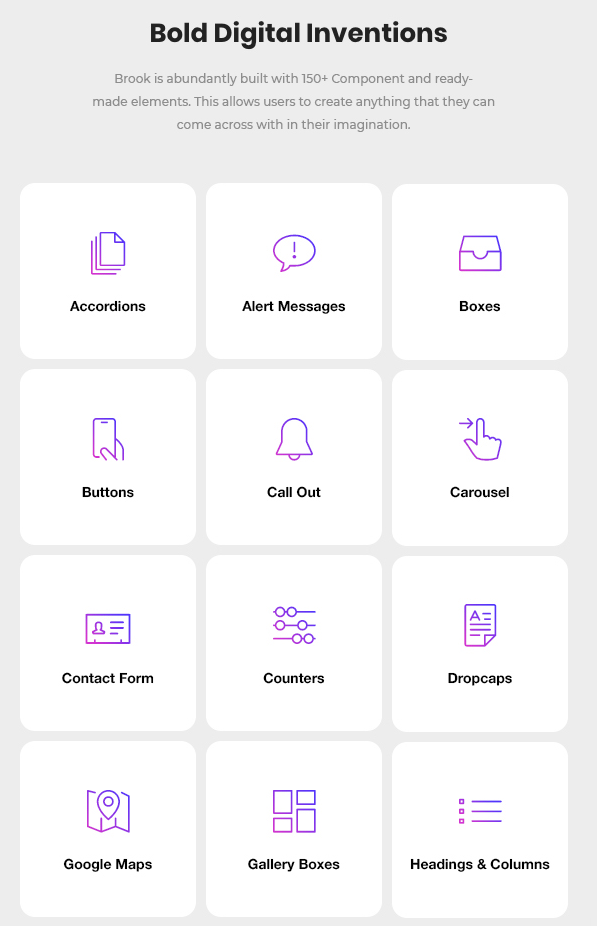 Bold Digital Inventions
Brook is abundantly built with 150+ Component and ready-
made elements. This allows users to create anything that they can
come across with in their imagination.
Accordions
Alert Messages
Boxes
Buttons
Call Out
Carousel
Contact Form
Counters
Dropcaps
Google Maps
Gallery Boxes
Headings & Columns